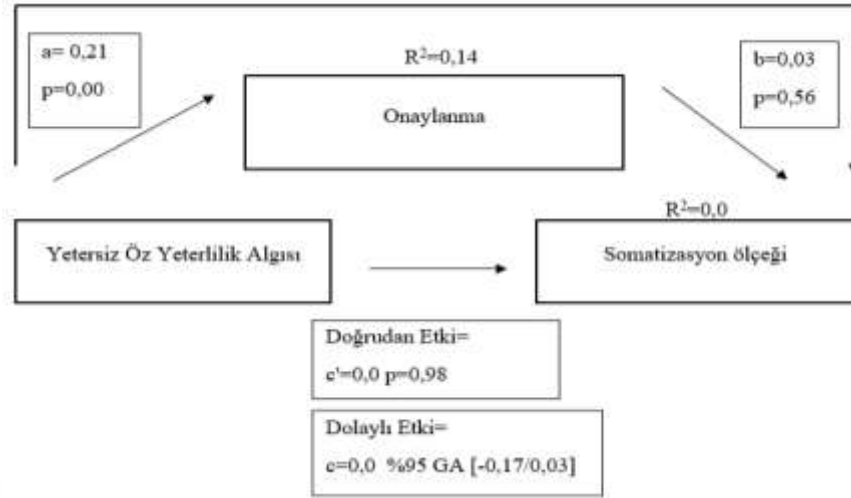 a= 0,21
p=0,00
R²=0,14
Onaylanma
b=0,03
p=0,56
R²=0,0
Yetersiz Öz Yeterlilik Algısı
Somatizasyon ölçeği
Doğrudan Etki=
c'=0,0 p=0,98
Dolaylı Etki=
c=0,0 %95 GA [-0,17/0,03]